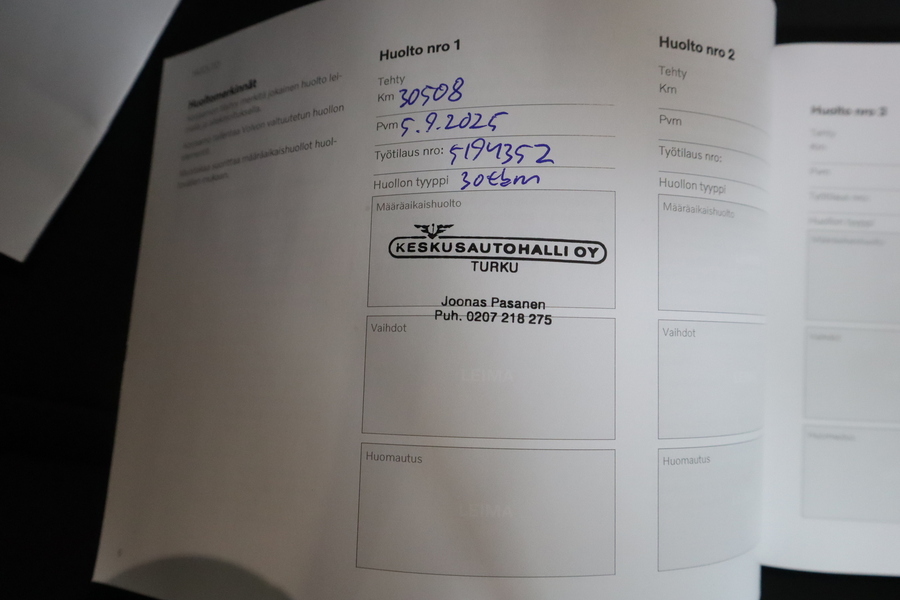 Huoltomerkinnät
Huolto nro 1
Tehty
Km 30508
Pvm 5.9.2025
Työtilaus nro: 5194352
Huollon tyyppi 30tkm
Määräaikaishuolto
KESKUSAUTOHALLI OY
TURKU
Joonas Pasanen
Puh. 0207 218 275
Vaihdot
LEIMA
Huomautus
LEIMA
Huolto nro 2
Tehty
Km
Pvm
Työtilaus nro:
Huollon tyyppi
Määräaikaishuolto
Vaihdot
Huomautus
Huolto nro 3